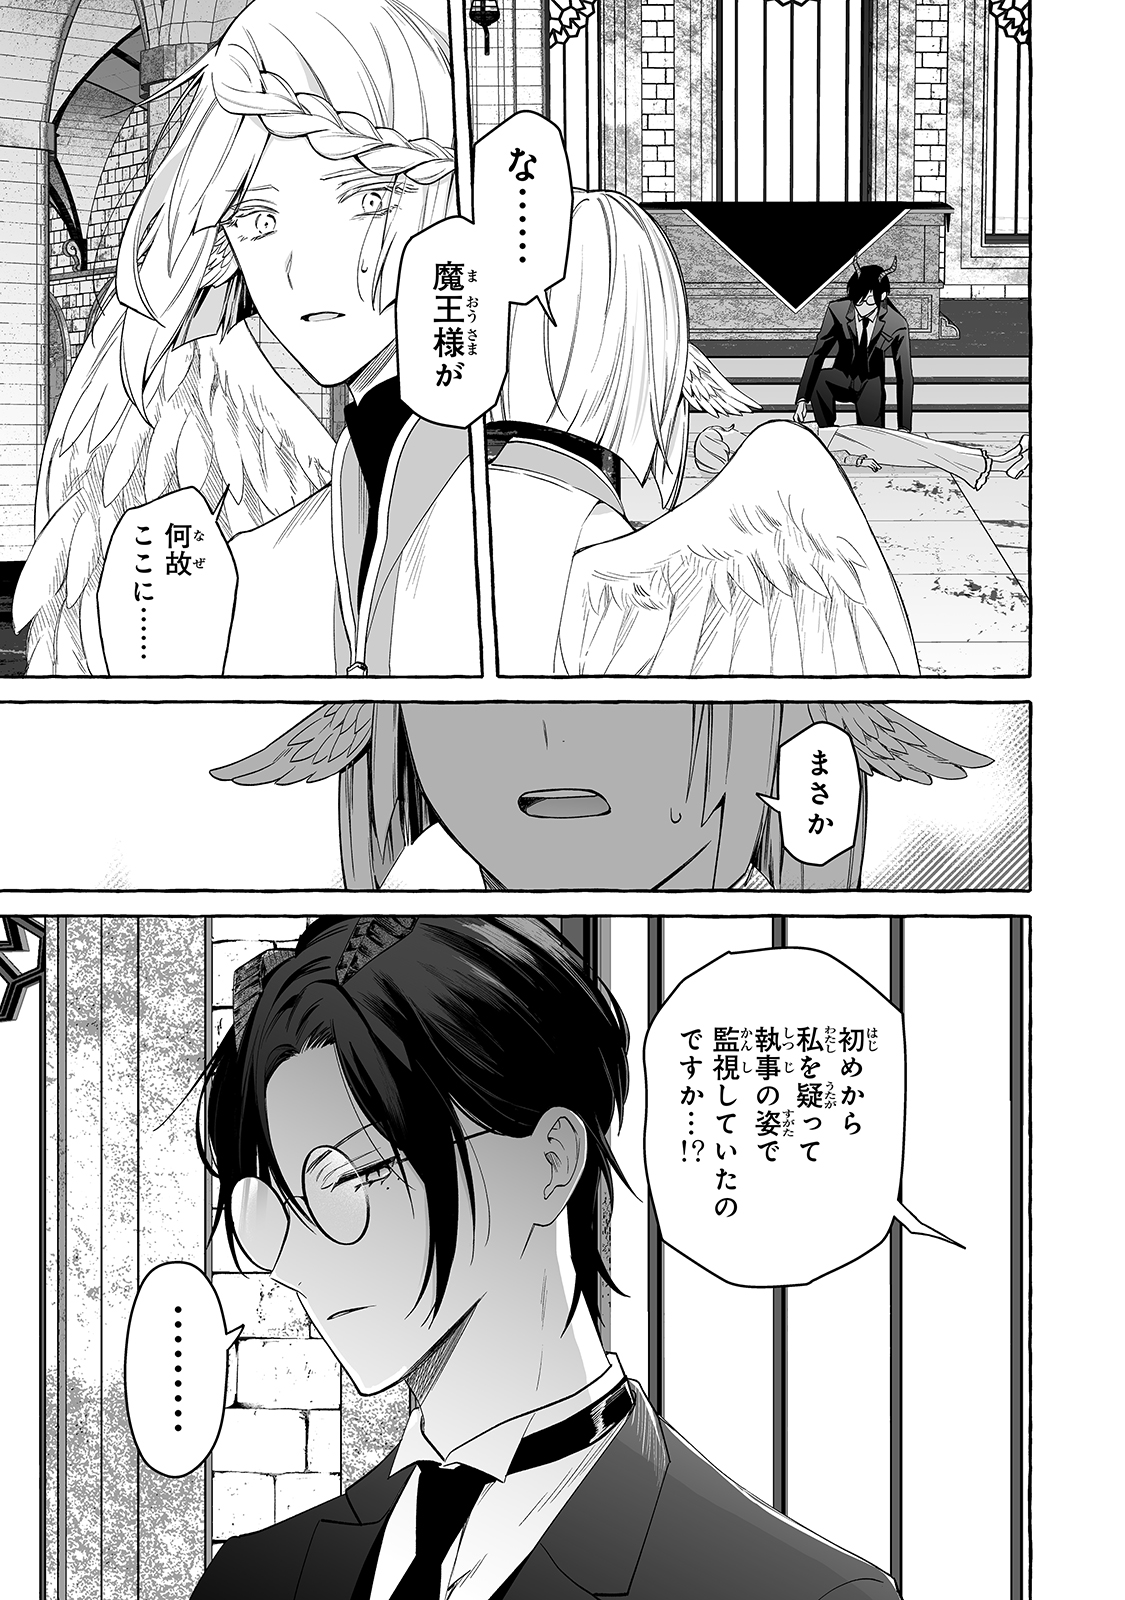 な……
魔王様が
何故
ここに……
まさか
初めから
私を疑って
執事の姿で
監視していたの
ですか…!?
………